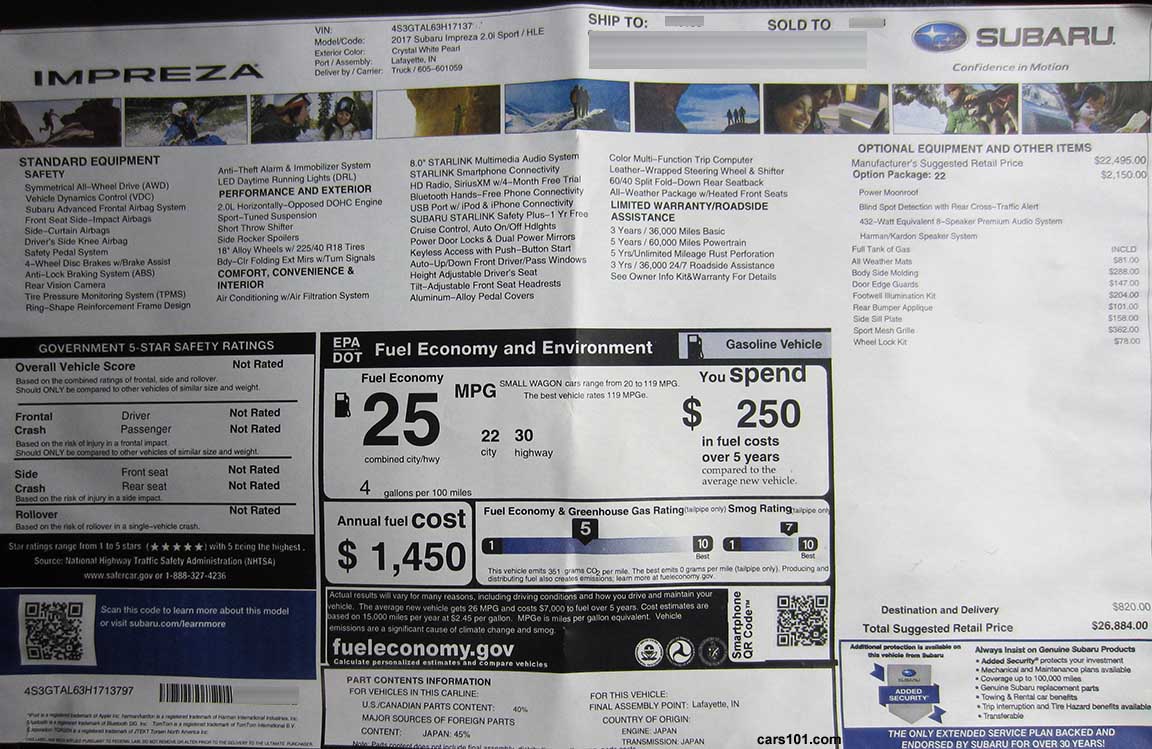 IMPREZA
VIN: 4S3GTAL63H17137
Model/Code: 2017 Subaru Impreza 2.0i Sport / HLE
Exterior Color: Crystal White Pearl
Port / Assembly: Lafayette, IN
Deliver by / Carrier: Truck / 605-601059
SHIP TO:
SOLD TO
SUBARU.
Confidence in Motion
STANDARD EQUIPMENT
SAFETY
Symmetrical All-Wheel Drive (AWD)
Vehicle Dynamics Control (VDC)
Subaru Advanced Frontal Airbag System
Front Seat Side-Impact Airbags
Side-Curtain Airbags
Driver's Side Knee Airbag
Safety Pedal System
4-Wheel Disc Brakes w/Brake Assist
Anti-Lock Braking System (ABS)
Rear Vision Camera
Tire Pressure Monitoring System (TPMS)
Ring-Shape Reinforcement Frame Design
Anti-Theft Alarm & Immobilizer System
LED Daytime Running Lights (DRL)
PERFORMANCE AND EXTERIOR
2.0L Horizontally-Opposed DOHC Engine
Sport-Tuned Suspension
Short Throw Shifter
Side Rocker Spoilers
18" Alloy Wheels w/ 225/40 R18 Tires
Bdy-Clr Folding Ext Mirs w/Turn Signals
COMFORT, CONVENIENCE &
INTERIOR
Air Conditioning w/Air Filtration System
8.0" STARLINK Multimedia Audio System
STARLINK Smartphone Connectivity
HD Radio, SiriusXM w/4-Month Free Trial
Bluetooth Hands-Free Phone Connectivity
USB Port w/ iPod & iPhone Connectivity
SUBARU STARLINK Safety Plus-1 Yr Free
Cruise Control, Auto On/Off Hdlghts
Power Door Locks & Dual Power Mirrors
Keyless Access with Push-Button Start
Auto-Up/Down Front Driver/Pass Windows
Height Adjustable Driver's Seat
Tilt-Adjustable Front Seat Headrests
Aluminum-Alloy Pedal Covers
Color Multi-Function Trip Computer
Leather-Wrapped Steering Wheel & Shifter
60/40 Split Fold-Down Rear Seatback
All-Weather Package w/Heated Front Seats
LIMITED WARRANTY/ROADSIDE
ASSISTANCE
3 Years / 36,000 Miles Basic
5 Years / 60,000 Miles Powertrain
5 Yrs/Unlimited Mileage Rust Perforation
3 Yrs / 36,000 24/7 Roadside Assistance
See Owner Info Kit&Warranty For Details
OPTIONAL EQUIPMENT AND OTHER ITEMS
Manufacturer's Suggested Retail Price $22,495.00
Option Package: 22 $2,150.00
Power Moonroof
Blind Spot Detection with Rear Cross-Traffic Alert
432-Watt Equivalent 8-Speaker Premium Audio System
Harman/Kardon Speaker System
Full Tank of Gas INCLD
All Weather Mats $81.00
Body Side Molding $288.00
Door Edge Guards $147.00
Footwell Illumination Kit $204.00
Rear Bumper Applique $101.00
Side Sill Plate $158.00
Sport Mesh Grille $362.00
Wheel Lock Kit $78.00
Destination and Delivery $820.00
Total Suggested Retail Price $26,884.00
GOVERNMENT 5-STAR SAFETY RATINGS
Overall Vehicle Score Not Rated
Based on the combined ratings of frontal, side and rollover.
Should ONLY be compared to other vehicles of similar size and weight.
Frontal Driver Not Rated
Crash Passenger Not Rated
Based on the risk of injury in a frontal impact.
Should ONLY be compared to other vehicles of similar size and weight.
Side Front seat Not Rated
Crash Rear seat Not Rated
Based on the risk of injury in a side impact.
Rollover Not Rated
Based on the risk of rollover in a single-vehicle crash.
Star ratings range from 1 to 5 stars (★★★★★) with 5 being the highest.
Source: National Highway Traffic Safety Administration (NHTSA)
www.safercar.gov or 1-888-327-4236
Scan this code to learn more about this model
or visit subaru.com/learnmore
4S3GTAL63H1713797
EPA
DOT
Fuel Economy and Environment
Gasoline Vehicle
Fuel Economy
25 MPG
SMALL WAGON cars range from 20 to 119 MPG.
The best vehicle rates 119 MPGe.
combined city/hwy
22 city
30 highway
4 gallons per 100 miles
You spend
$ 250
in fuel costs
over 5 years
compared to the
average new vehicle.
Annual fuel cost
$ 1,450
Fuel Economy & Greenhouse Gas Rating (tailpipe only)
1 5 10
Best
Smog Rating (tailpipe only
1 7 10
Best
This vehicle emits 351 grams CO2 per mile. The best emits 0 grams per mile (tailpipe only). Producing and
distributing fuel also creates emissions; learn more at fueleconomy.gov.
Actual results will vary for many reasons, including driving conditions and how you drive and maintain your
vehicle. The average new vehicle gets 26 MPG and costs $7,000 to fuel over 5 years. Cost estimates are
based on 15,000 miles per year at $2.45 per gallon. MPGe is miles per gallon equivalent. Vehicle
emissions are a significant cause of climate change and smog.
fueleconomy.gov
Calculate personalized estimates and compare vehicles
Smartphone
QR Code™
PART CONTENTS INFORMATION
FOR VEHICLES IN THIS CARLINE:
U.S./CANADIAN PARTS CONTENT: 40%
MAJOR SOURCES OF FOREIGN PARTS
CONTENT: JAPAN: 45%
FOR THIS VEHICLE:
FINAL ASSEMBLY POINT: Lafayette, IN
COUNTRY OF ORIGIN:
ENGINE: JAPAN
TRANSMISSION: JAPAN
cars101.com
Additional protection is available on
this vehicle from Subaru
SUBARU
ADDED
SECURITY
Always Insist on Genuine Subaru Products
• Added Security® protects your investment
• Mechanical and Maintenance plans available
• Coverage up to 100,000 miles
• Genuine Subaru replacement parts
• Towing & Rental car benefits
• Trip interruption and Tire Hazard benefits available
• Transferable
THE ONLY EXTENDED SERVICE PLAN BACKED AND
ENDORSED BY SUBARU FOR OVER 30 YEARS